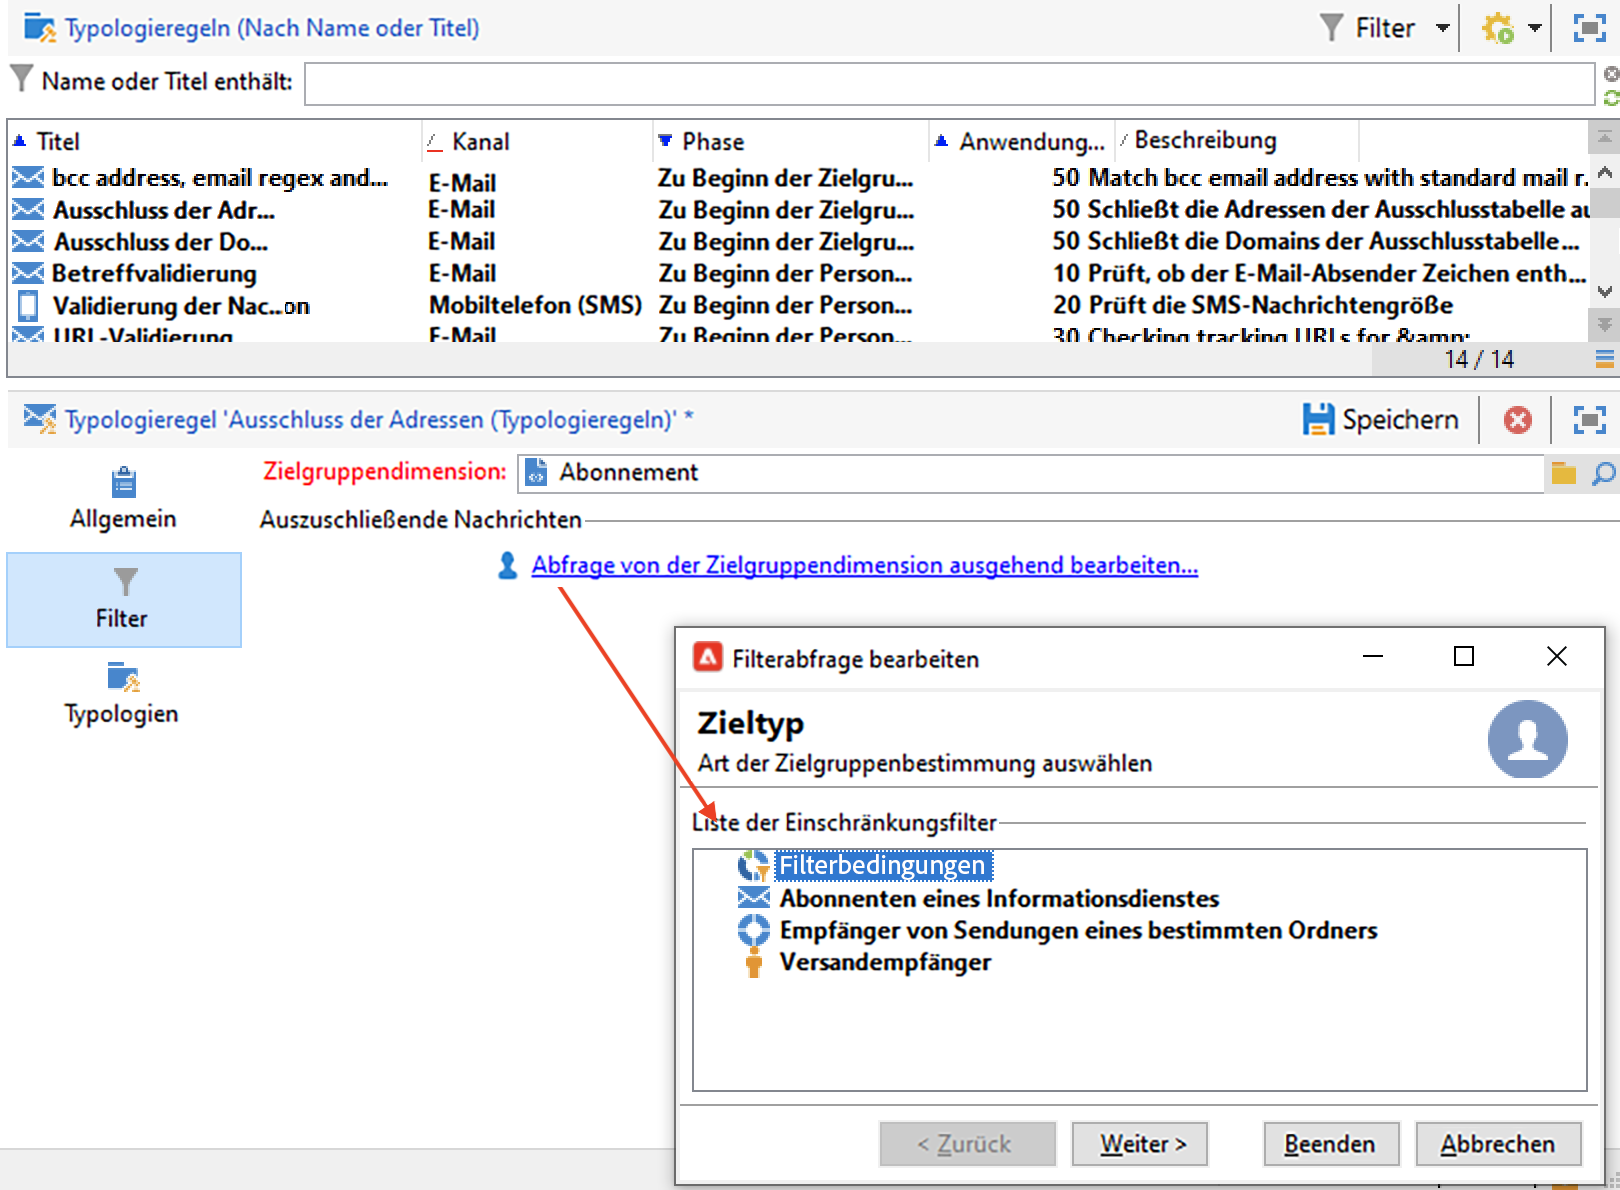 Typologieregeln (Nach Name oder Titel)
Filter
Name oder Titel enthält:
Titel Kanal Phase Anwendung... Beschreibung
bcc address, email regex and... E-Mail Zu Beginn der Zielgru... 50 Match bcc email address with standard mail r.
Ausschluss der Adr... E-Mail Zu Beginn der Zielgru... 50 Schließt die Adressen der Ausschlusstabelle au
Ausschluss der Do... E-Mail Zu Beginn der Zielgru... 50 Schließt die Domains der Ausschlusstabelle...
Betreffvalidierung E-Mail Zu Beginn der Person... 10 Prüft, ob der E-Mail-Absender Zeichen enth...
Validierung der Nac...on Mobiltelefon (SMS) Zu Beginn der Person... 20 Prüft die SMS-Nachrichtengröße
URL-Validierung E-Mail Zu Beginn der Person... 30 Checking tracking URLs for &amp;
14 / 14
Typologieregel 'Ausschluss der Adressen (Typologieregeln)' *
Speichern
Zielgruppendimension: Abonnement
Allgemein
Auszuschließende Nachrichten
Abfrage von der Zielgruppendimension ausgehend bearbeiten...
Filter
Typologien
Filterabfrage bearbeiten
Zieltyp
Art der Zielgruppenbestimmung auswählen
Liste der Einschränkungsfilter
Filterbedingungen
Abonnenten eines Informationsdienstes
Empfänger von Sendungen eines bestimmten Ordners
Versandempfänger
< Zurück Weiter > Beenden Abbrechen